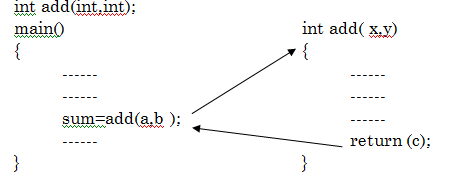 int add(int,int);
main()
{
------
------
sum=add(a,b );
------
}
int add( x,y)
{
------
------
------
return (c);
}